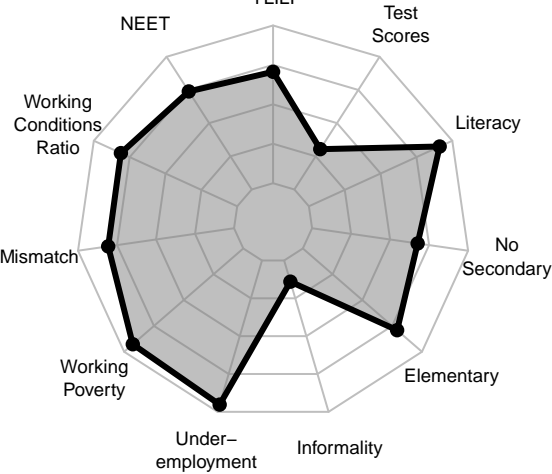 NEET
Test
Scores
Working
Conditions
Ratio
Literacy
Mismatch
No
Secondary
Working
Poverty
Elementary
Under−
employment
Informality